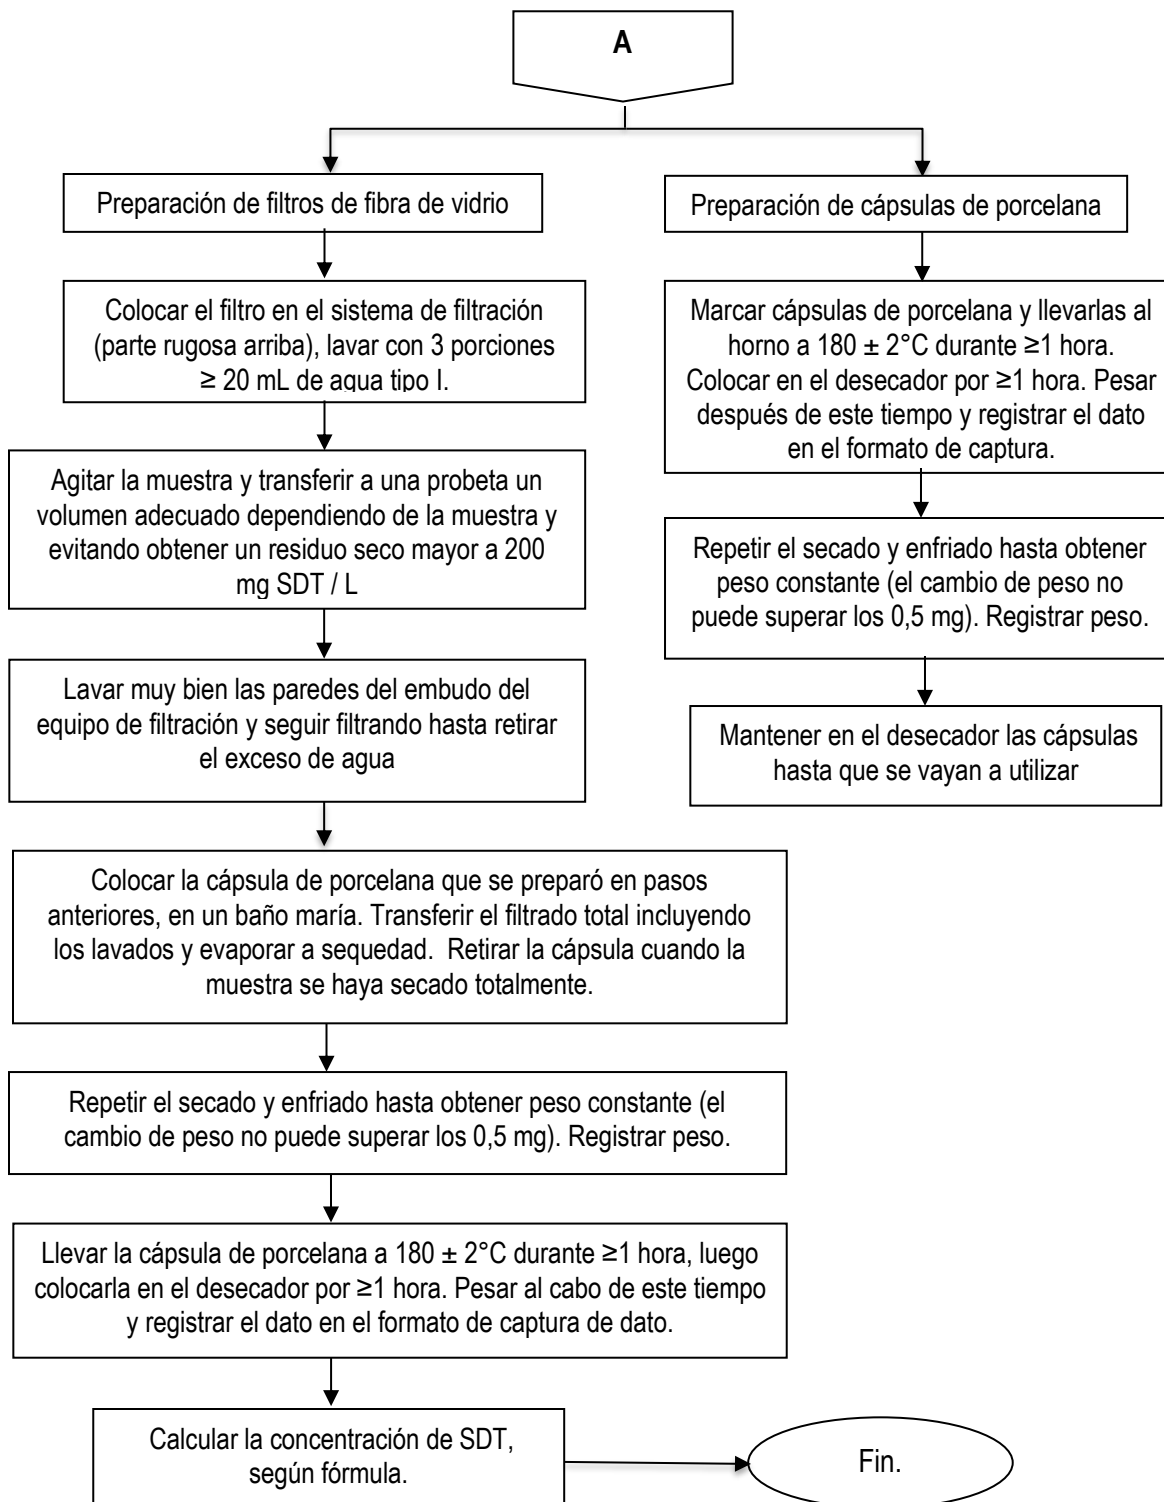 A
Preparación de filtros de fibra de vidrio
Colocar el filtro en el sistema de filtración
(parte rugosa arriba), lavar con 3 porciones
≥ 20 mL de agua tipo I.
Agitar la muestra y transferir a una probeta un
volumen adecuado dependiendo de la muestra y
evitando obtener un residuo seco mayor a 200
mg SDT / L
Lavar muy bien las paredes del embudo del
equipo de filtración y seguir filtrando hasta retirar
el exceso de agua
Preparación de cápsulas de porcelana
Marcar cápsulas de porcelana y llevarlas al
horno a 180 ± 2°C durante ≥1 hora.
Colocar en el desecador por ≥1 hora. Pesar
después de este tiempo y registrar el dato
en el formato de captura.
Repetir el secado y enfriado hasta obtener
peso constante (el cambio de peso no
puede superar los 0,5 mg). Registrar peso.
Mantener en el desecador las cápsulas
hasta que se vayan a utilizar
Colocar la cápsula de porcelana que se preparó en pasos
anteriores, en un baño maría. Transferir el filtrado total incluyendo
los lavados y evaporar a sequedad. Retirar la cápsula cuando la
muestra se haya secado totalmente.
Repetir el secado y enfriado hasta obtener peso constante (el
cambio de peso no puede superar los 0,5 mg). Registrar peso.
Llevar la cápsula de porcelana a 180 ± 2°C durante ≥1 hora, luego
colocarla en el desecador por ≥1 hora. Pesar al cabo de este tiempo
y registrar el dato en el formato de captura de dato.
Calcular la concentración de SDT,
según fórmula.
Fin.